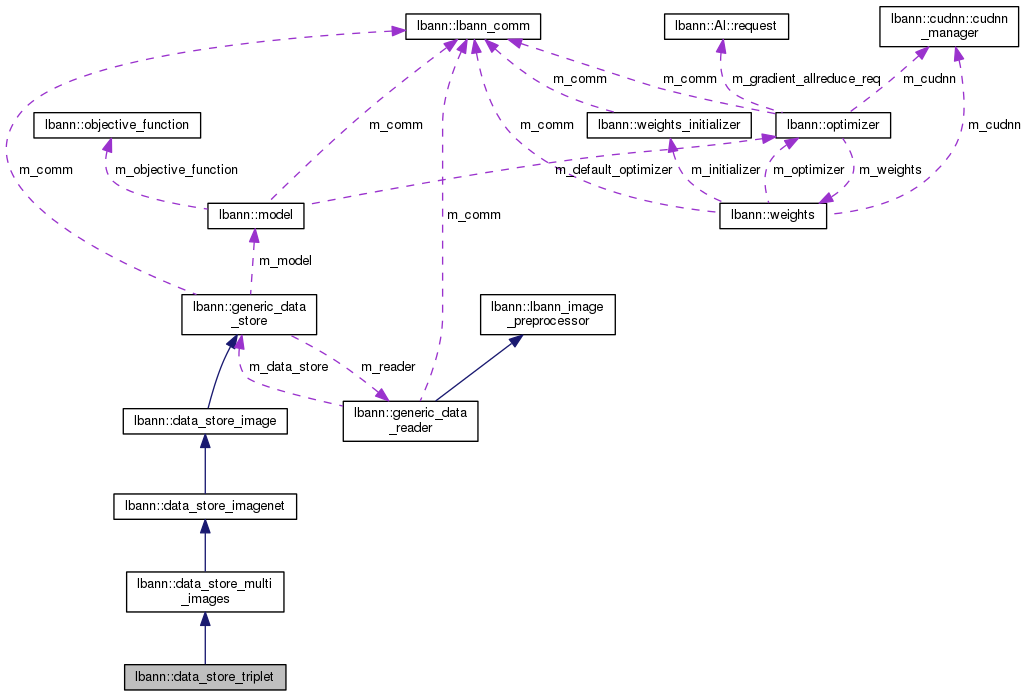 lbann::lbann_comm
lbann::Al::request
lbann::cudnn::cudnn
_manager
m_comm
m_comm
m_gradient_allreduce_req
m_cudnn
lbann::objective_function
m_comm
m_comm
lbann::weights_initializer
lbann::optimizer
m_cudnn
m_comm
m_objective_function
m_default_optimizer
m_initializer
m_optimizer
m_weights
lbann::model
m_comm
lbann::weights
m_model
lbann::generic_data
_store
lbann::lbann_image
_preprocessor
m_data_store
m_reader
lbann::data_store_image
lbann::generic_data
_reader
lbann::data_store_imagenet
lbann::data_store_multi
_images
lbann::data_store_triplet